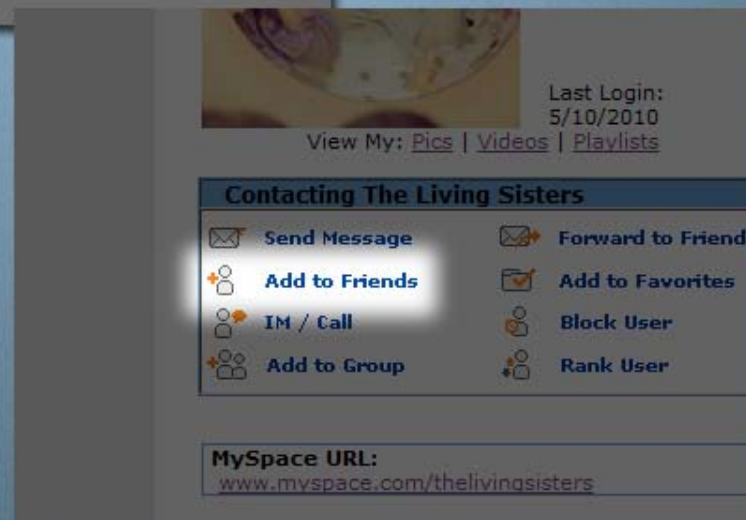 Last Login:
5/10/2010
View My: Pics | Videos | Playlists
Contacting The Living Sisters
Send Message
Forward to Friend
Add to Friends
Add to Favorites
IM / Call
Block User
Add to Group
Rank User
MySpace URL:
www.myspace.com/thelivingsisters